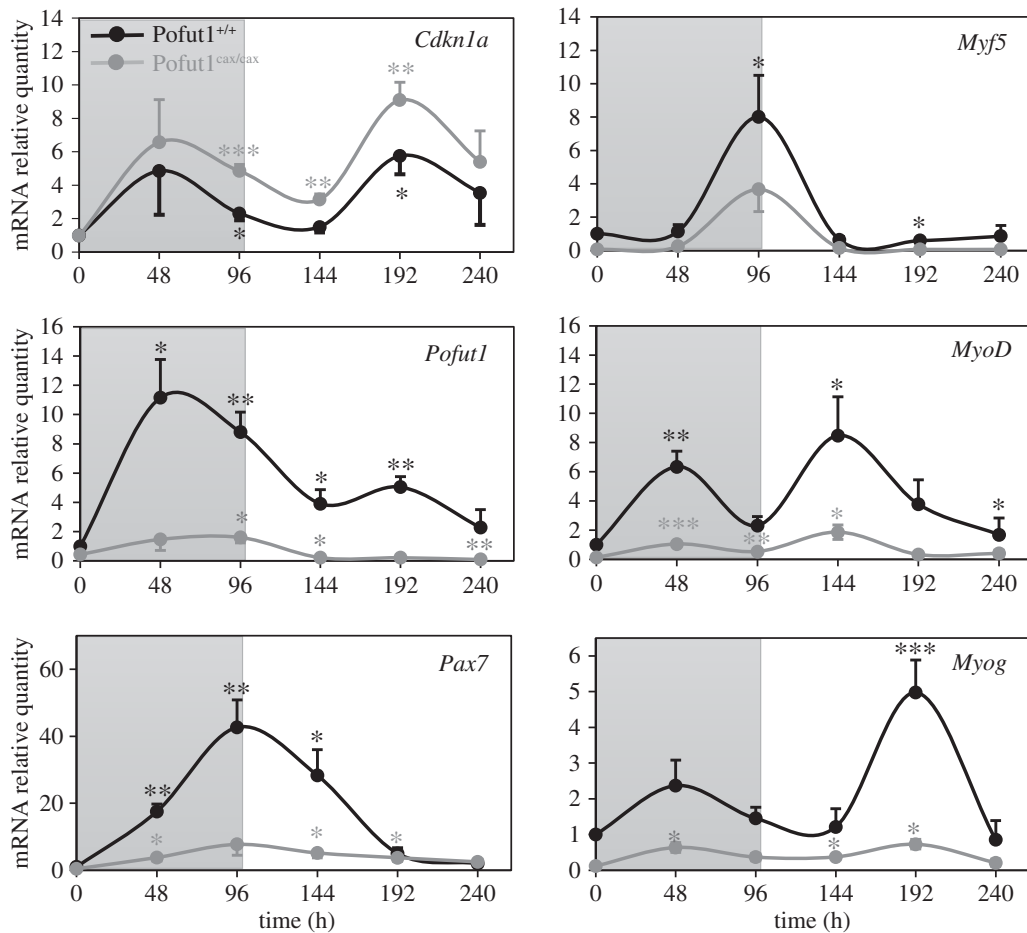 14
12
10
8
6
4
2
0
mRNA relative quantity
Pofut1+/+
Pofut1cax/cax
Cdkn1a
*** ** **
* *
0 48 96 144 192 240
14
12
10
8
6
4
2
0
Myf5
* *
0 48 96 144 192 240
16
14
12
10
8
6
4
2
0
mRNA relative quantity
Pofut1
* ** * **
* * **
0 48 96 144 192 240
16
14
12
10
8
6
4
2
0
MyoD
** * *
*** ** *
0 48 96 144 192 240
60
40
20
0
mRNA relative quantity
Pax7
** ** *
* * *
0 48 96 144 192 240
time (h)
6
5
4
3
2
1
0
Myog
***
* * *
0 48 96 144 192 240
time (h)